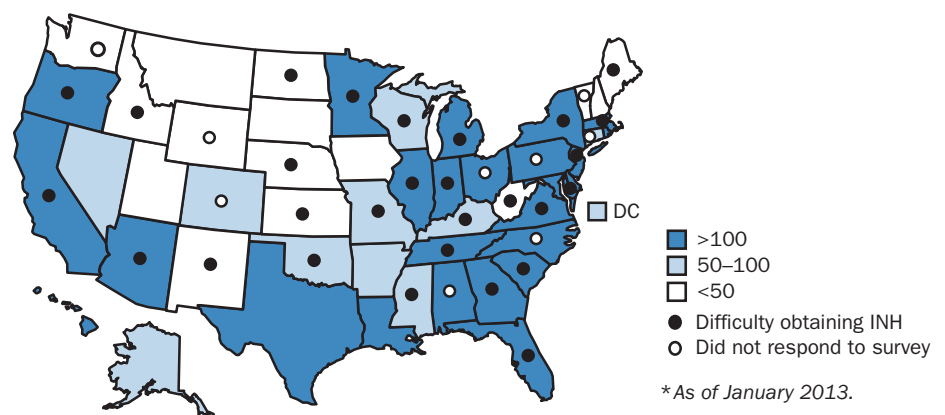 DC
>100
50–100
<50
Difficulty obtaining INH
Did not respond to survey
*As of January 2013.